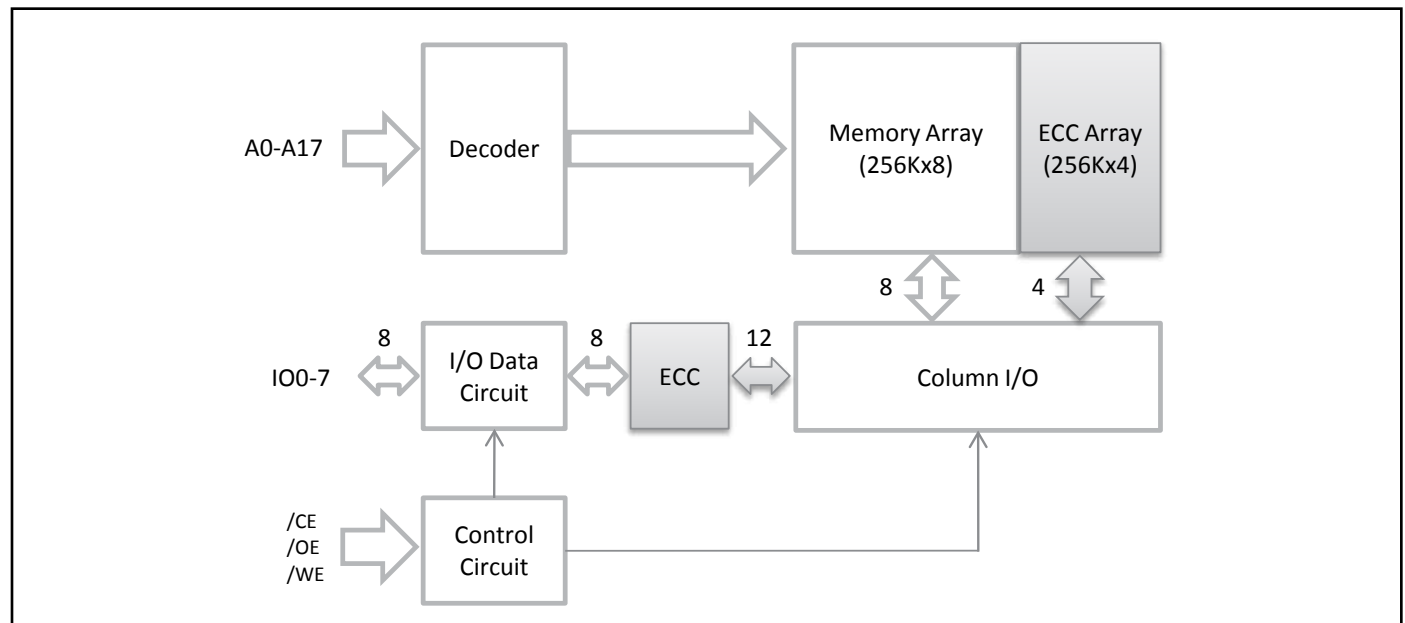 A0-A17
Decoder
Memory Array
(256Kx8)
ECC Array
(256Kx4)
8
4
IO0-7
8
I/O Data
Circuit
8
ECC
12
Column I/O
/CE
/OE
/WE
Control
Circuit